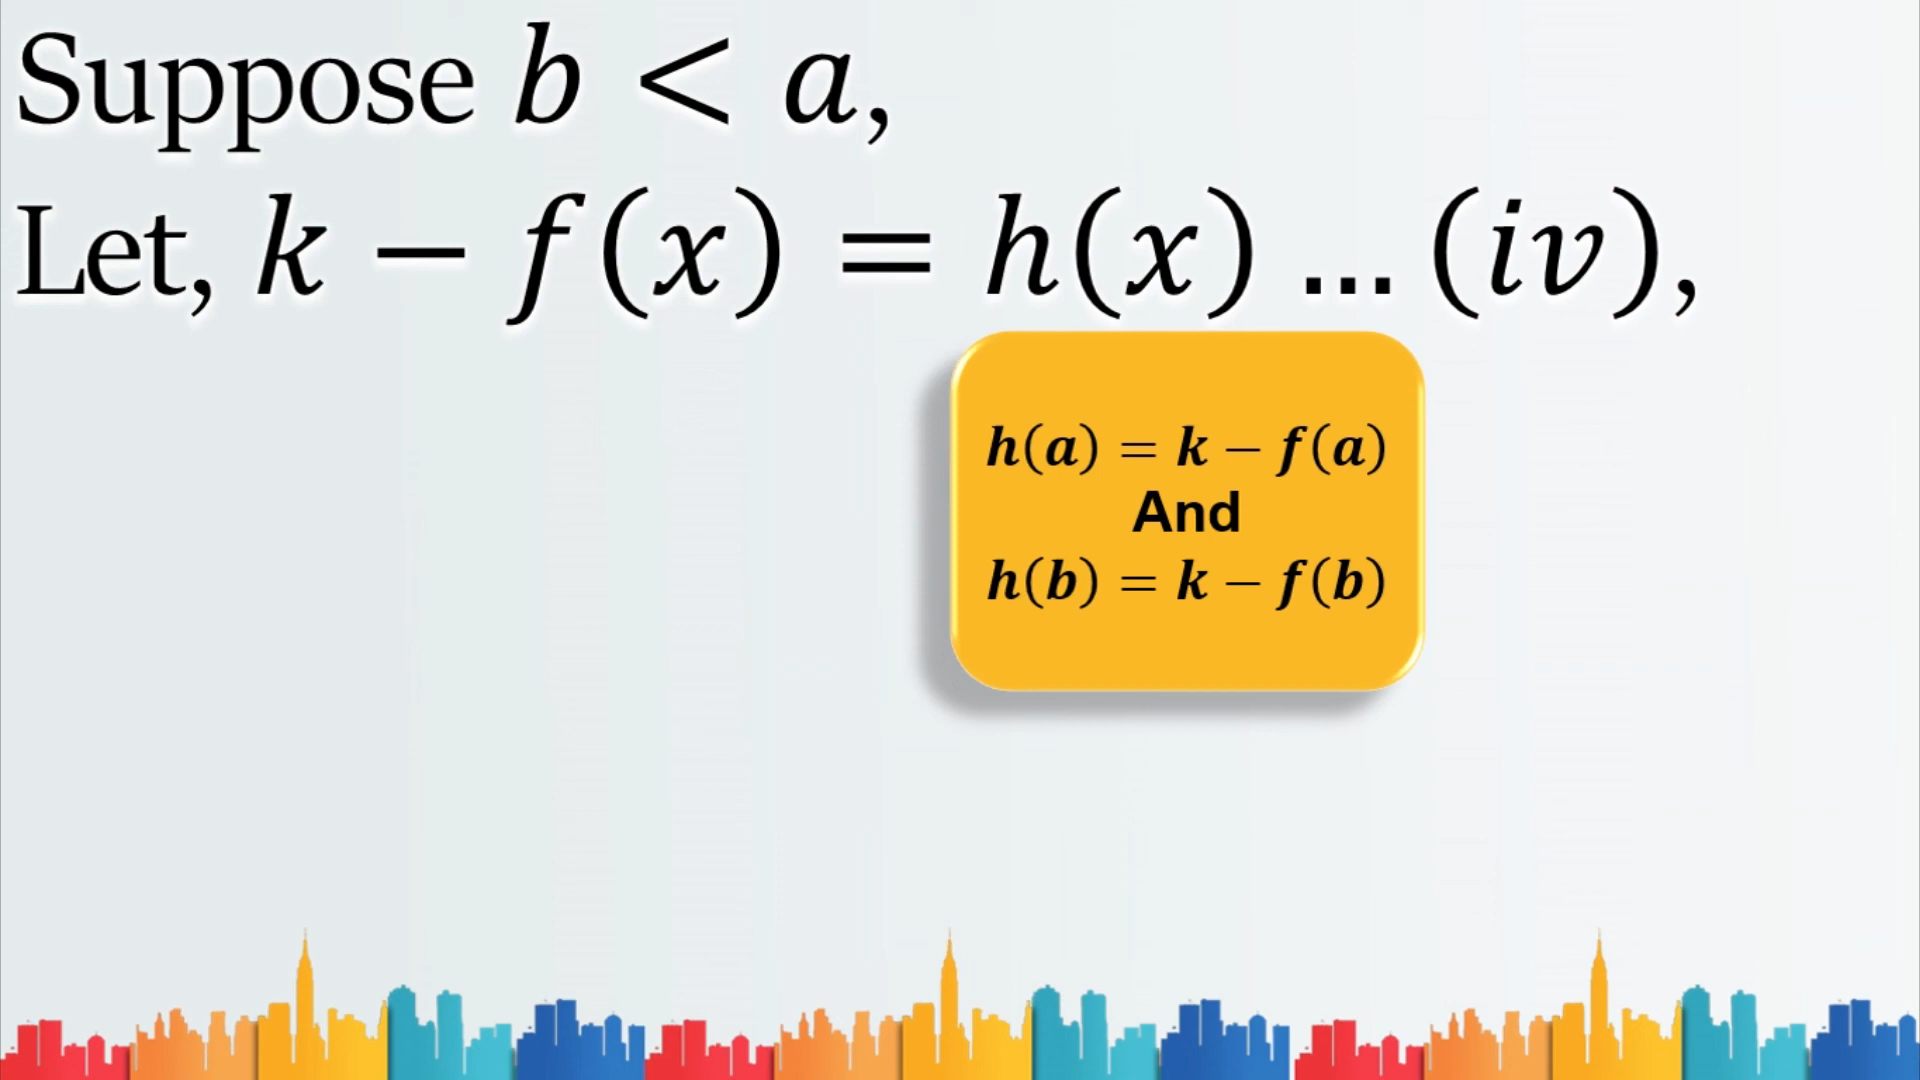 Suppose b < a,
Let, k − f(x) = h(x) … (iv),
h(a) = k − f(a)
And
h(b) = k − f(b)